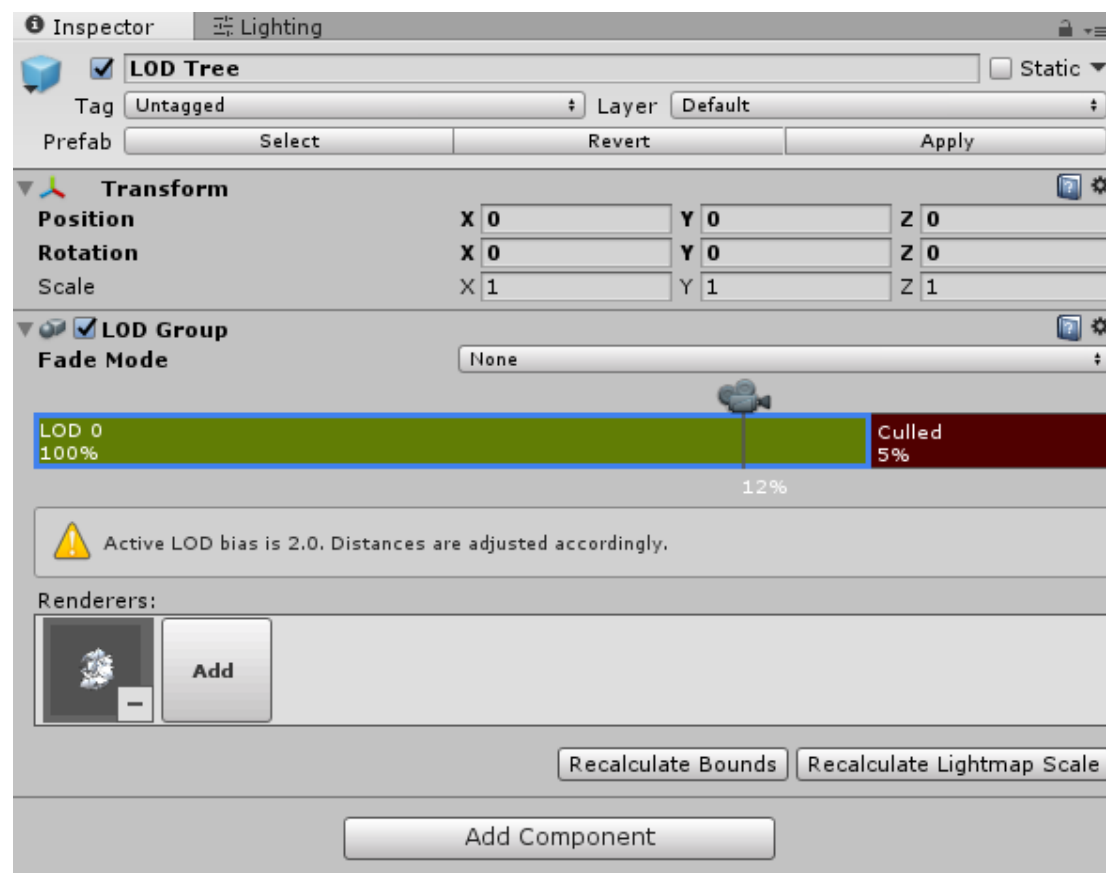 Inspector Lighting
LOD Tree Static
Tag Untagged Layer Default
Prefab Select Revert Apply
Transform
Position X 0 Y 0 Z 0
Rotation X 0 Y 0 Z 0
Scale X 1 Y 1 Z 1
LOD Group
Fade Mode None
LOD 0 Culled
100% 5%
12%
Active LOD bias is 2.0. Distances are adjusted accordingly.
Renderers:
Add
Recalculate Bounds Recalculate Lightmap Scale
Add Component